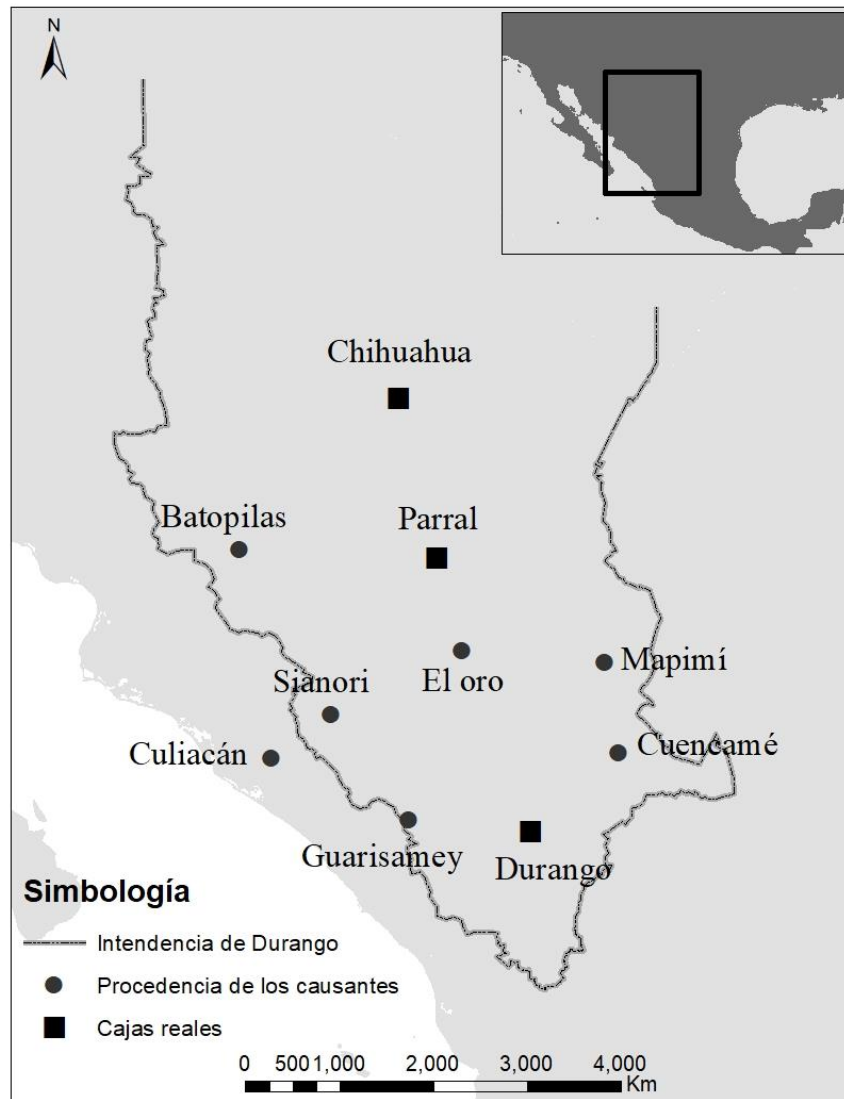 N
Chihuahua
Batopilas
Parral
Sianori
El oro
Mapimí
Culiacán
Cuencamé
Guarisamey
Durango
Simbología
Intendencia de Durango
Procedencia de los causantes
Cajas reales
0 500 1,000 2,000 3,000 4,000
Km